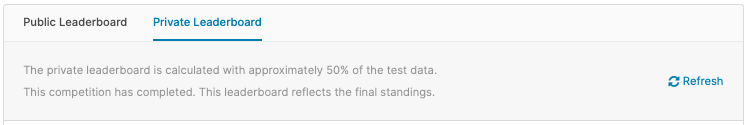 Public Leaderboard Private Leaderboard
The private leaderboard is calculated with approximately 50% of the test data.
This competition has completed. This leaderboard reflects the final standings.
Refresh